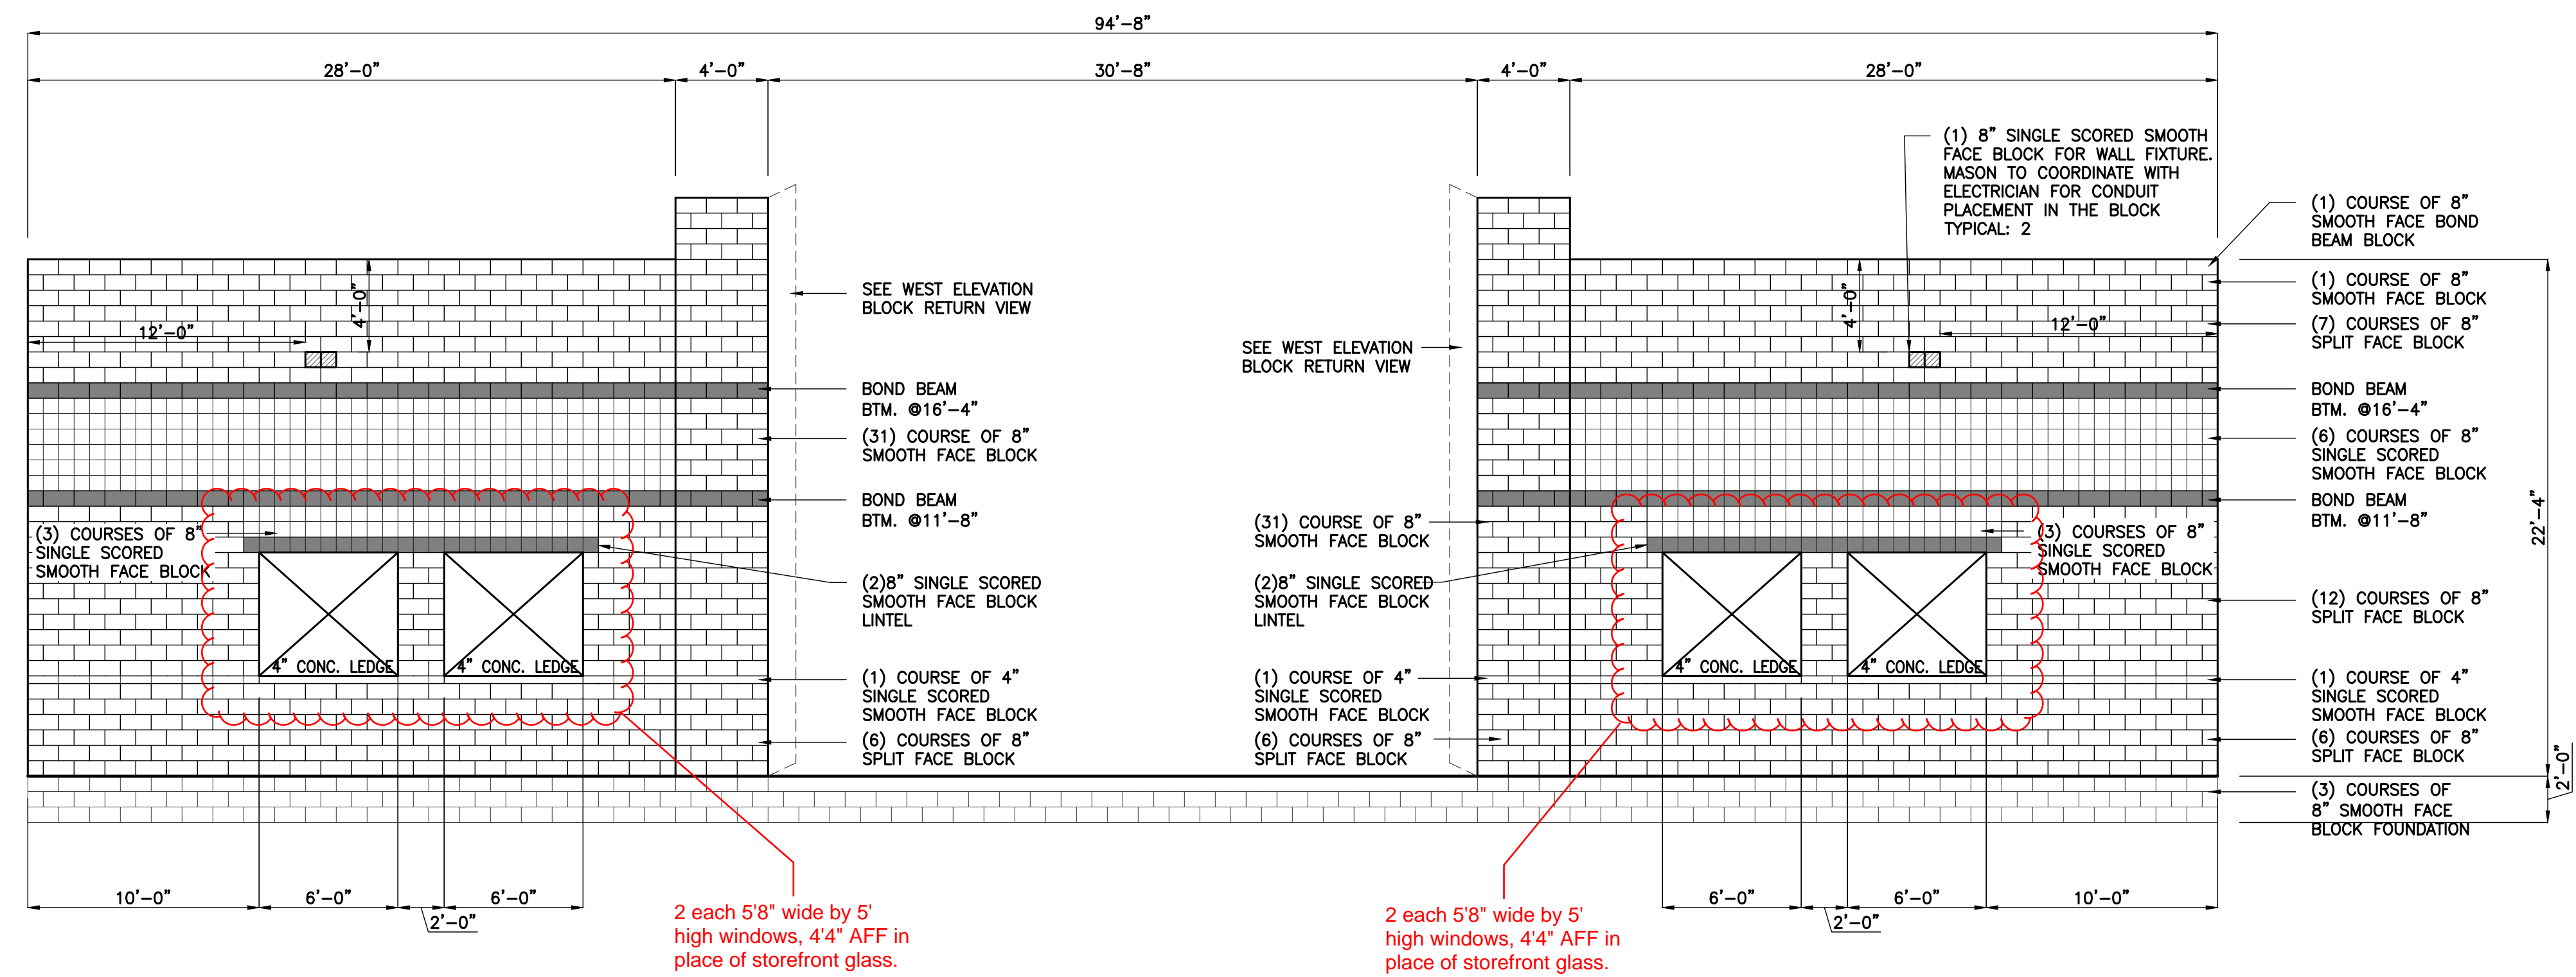 94'-8"
28'-0"
4'-0"
30'-8"
4'-0"
28'-0"
(1) 8" SINGLE SCORED SMOOTH
FACE BLOCK FOR WALL FIXTURE.
MASON TO COORDINATE WITH
ELECTRICIAN FOR CONDUIT
PLACEMENT IN THE BLOCK
TYPICAL: 2
(1) COURSE OF 8"
SMOOTH FACE BOND
BEAM BLOCK
(1) COURSE OF 8"
SMOOTH FACE BLOCK
(7) COURSES OF 8"
SPLIT FACE BLOCK
BOND BEAM
BTM. @16'-4"
(6) COURSES OF 8"
SINGLE SCORED
SMOOTH FACE BLOCK
BOND BEAM
BTM. @11'-8"
(12) COURSES OF 8"
SPLIT FACE BLOCK
(1) COURSE OF 4"
SINGLE SCORED
SMOOTH FACE BLOCK
(6) COURSES OF 8"
SPLIT FACE BLOCK
(3) COURSES OF
8" SMOOTH FACE
BLOCK FOUNDATION
22'-4"
2'-0"
4'-0"
12'-0"
SEE WEST ELEVATION
BLOCK RETURN VIEW
BOND BEAM
BTM. @16'-4"
(31) COURSE OF 8"
SMOOTH FACE BLOCK
BOND BEAM
BTM. @11'-8"
(2)8" SINGLE SCORED
SMOOTH FACE BLOCK
LINTEL
(1) COURSE OF 4"
SINGLE SCORED
SMOOTH FACE BLOCK
(6) COURSES OF 8"
SPLIT FACE BLOCK
(3) COURSES OF 8"
SINGLE SCORED
SMOOTH FACE BLOCK
4" CONC. LEDGE
4" CONC. LEDGE
4'-0"
12'-0"
SEE WEST ELEVATION
BLOCK RETURN VIEW
(31) COURSE OF 8"
SMOOTH FACE BLOCK
(2)8" SINGLE SCORED
SMOOTH FACE BLOCK
LINTEL
(1) COURSE OF 4"
SINGLE SCORED
SMOOTH FACE BLOCK
(6) COURSES OF 8"
SPLIT FACE BLOCK
(3) COURSES OF 8"
SINGLE SCORED
SMOOTH FACE BLOCK
4" CONC. LEDGE
4" CONC. LEDGE
10'-0"
6'-0"
2'-0"
6'-0"
2 each 5'8" wide by 5'
high windows, 4'4" AFF in
place of storefront glass.
2 each 5'8" wide by 5'
high windows, 4'4" AFF in
place of storefront glass.
6'-0"
2'-0"
6'-0"
10'-0"